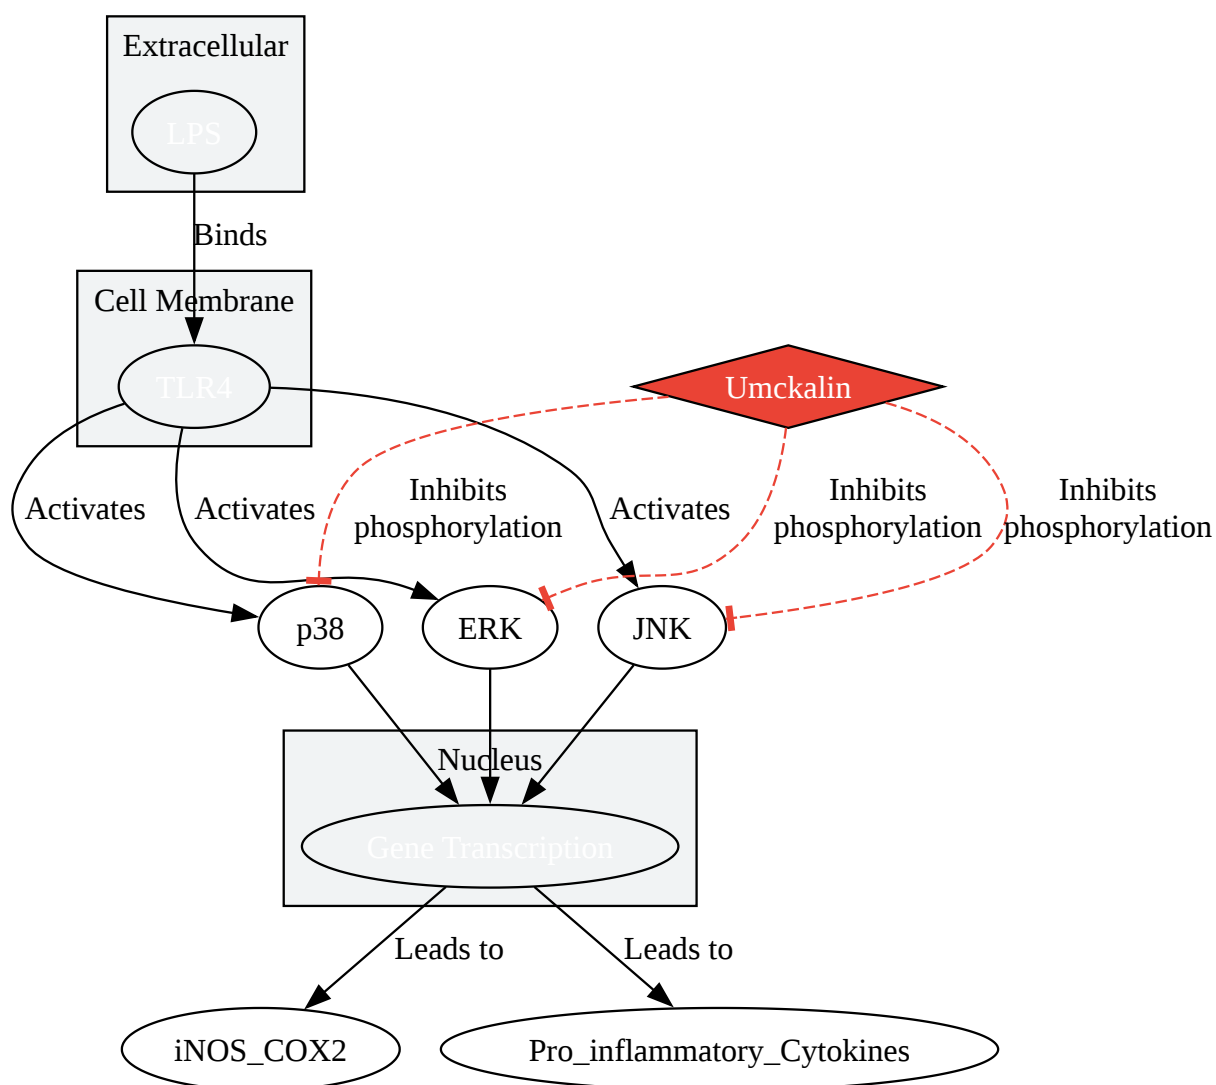 Extracellular
LPS
Binds
Cell Membrane
TLR4
Umckalin
Activates
Activates
Inhibits
phosphorylation
Activates
Inhibits
phosphorylation
Inhibits
phosphorylation
p38
ERK
JNK
Nucleus
Gene Transcription
Leads to
Leads to
iNOS_COX2
Pro_inflammatory_Cytokines